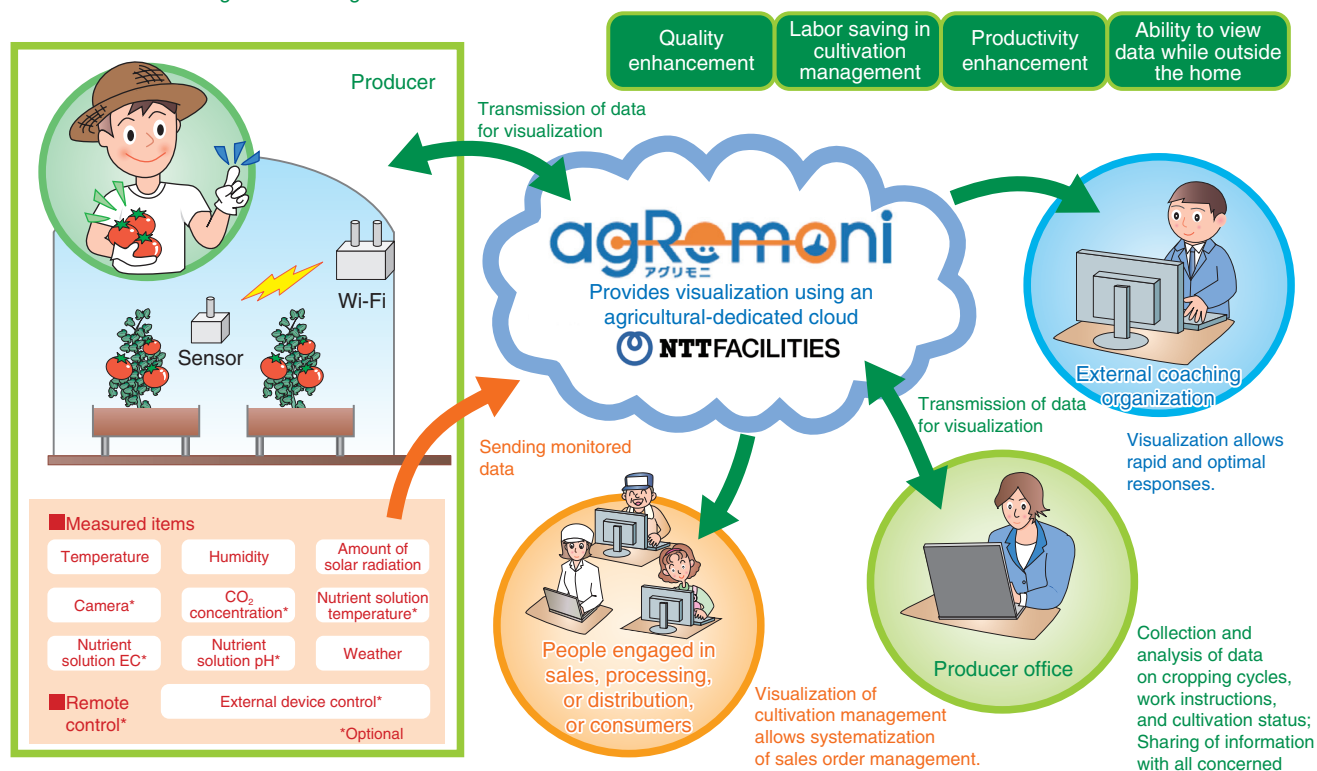 Quality
enhancement
Labor saving in
cultivation
management
Productivity
enhancement
Ability to view
data while outside
the home
Producer
Transmission of data
for visualization
Wi-Fi
Sensor
agRemoni
アグリモニ
Provides visualization using an
agricultural-dedicated cloud
NTT FACILITIES
External coaching
organization
Visualization allows
rapid and optimal
responses.
Transmission of data
for visualization
Sending monitored
data
Measured items
Temperature
Humidity
Amount of
solar radiation
Camera*
CO₂
concentration*
Nutrient solution
temperature*
Nutrient
solution EC*
Nutrient
solution pH*
Weather
Remote
control*
External device control*
*Optional
People engaged in
sales, processing,
or distribution,
or consumers
Visualization of
cultivation management
allows systematization
of sales order management.
Producer office
Collection and
analysis of data
on cropping cycles,
work instructions,
and cultivation status;
Sharing of information
with all concerned